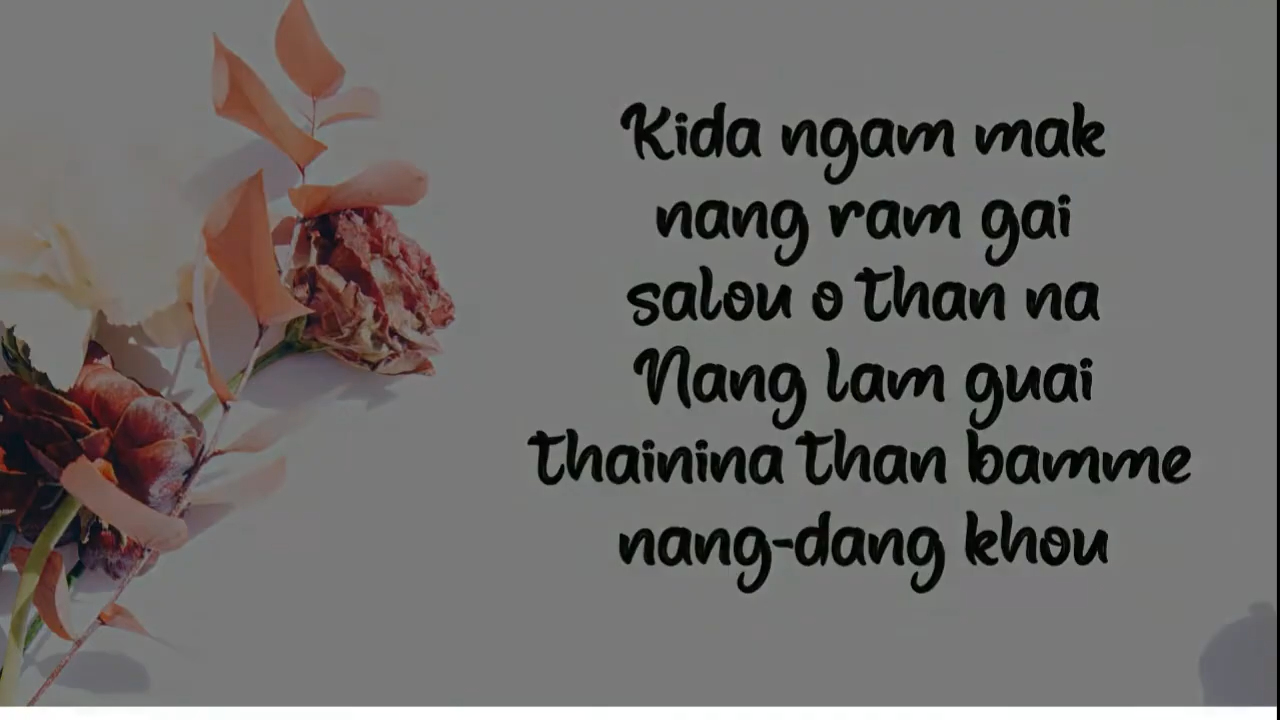 Kida ngam mak
nang ram gai
salou o than na
Nang lam guai
thainina than bamme
nang-dang khou